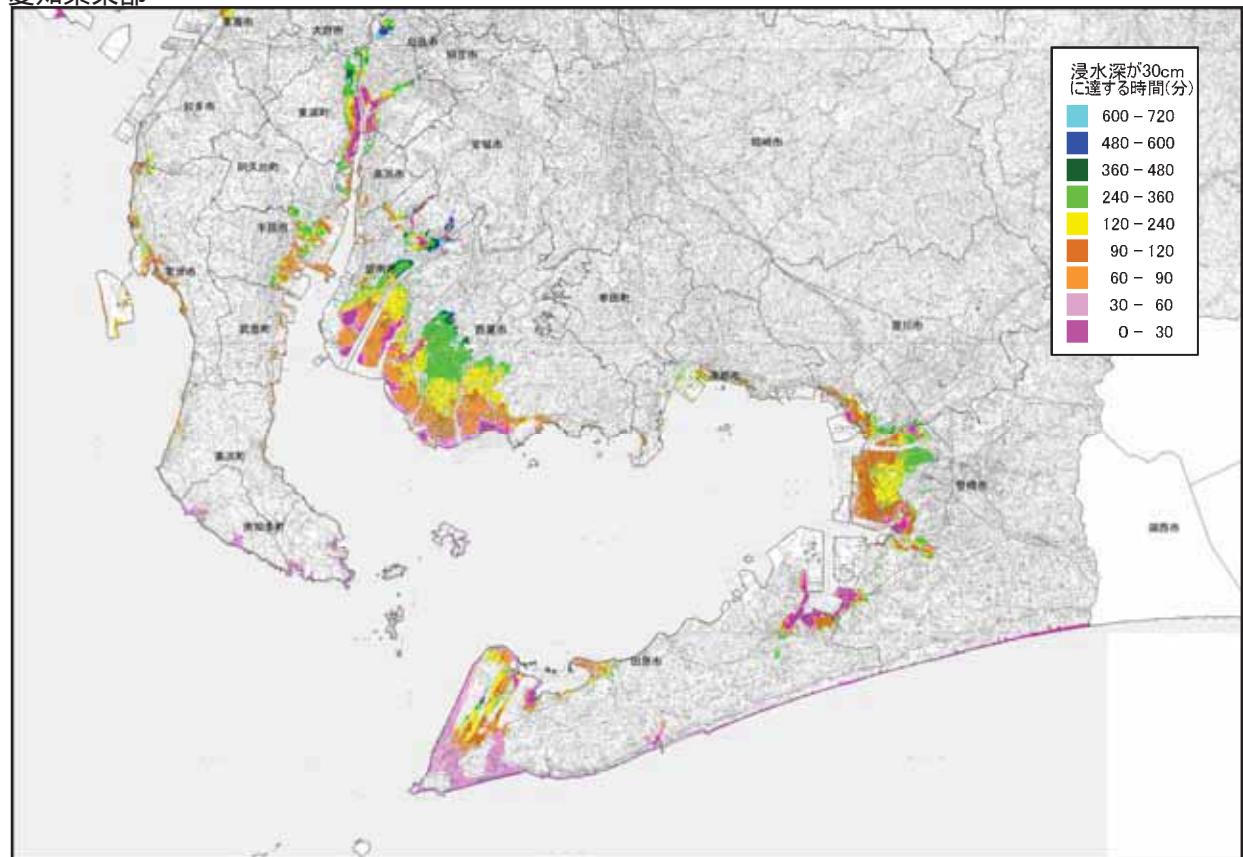 愛知県東部
東海市
大府市
知多市
東浦町
安城市
岡崎市
阿久比町
高浜市
半田市
碧南市
常滑市
西尾市
幸田町
豊川市
武豊町
蒲郡市
美浜町
豊橋市
湖西市
南知多町
田原市
浸水深が30cm
に達する時間(分)
600 - 720
480 - 600
360 - 480
240 - 360
120 - 240
90 - 120
60 - 90
30 - 60
0 - 30